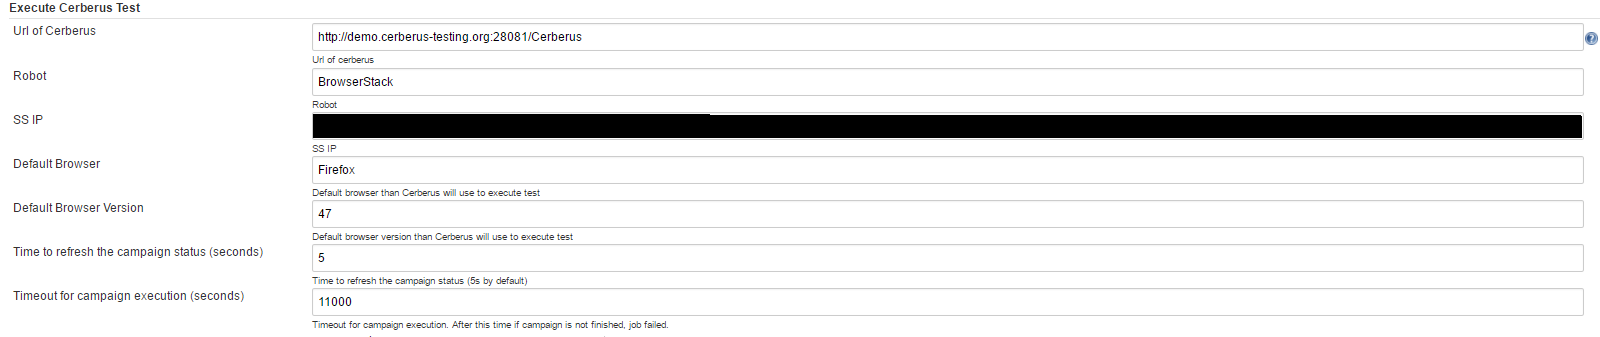 Execute Cerberus Test
Url of Cerberus
http://demo.cerberus-testing.org:28081/Cerberus
?
Url of cerberus
Robot
BrowserStack
Robot
SS IP
SS IP
Default Browser
Firefox
Default browser than Cerberus will use to execute test
Default Browser Version
47
Default browser version than Cerberus will use to execute test
Time to refresh the campaign status (seconds)
5
Time to refresh the campaign status (5s by default)
Timeout for campaign execution (seconds)
11000
Timeout for campaign execution. After this time if campaign is not finished, job failed.